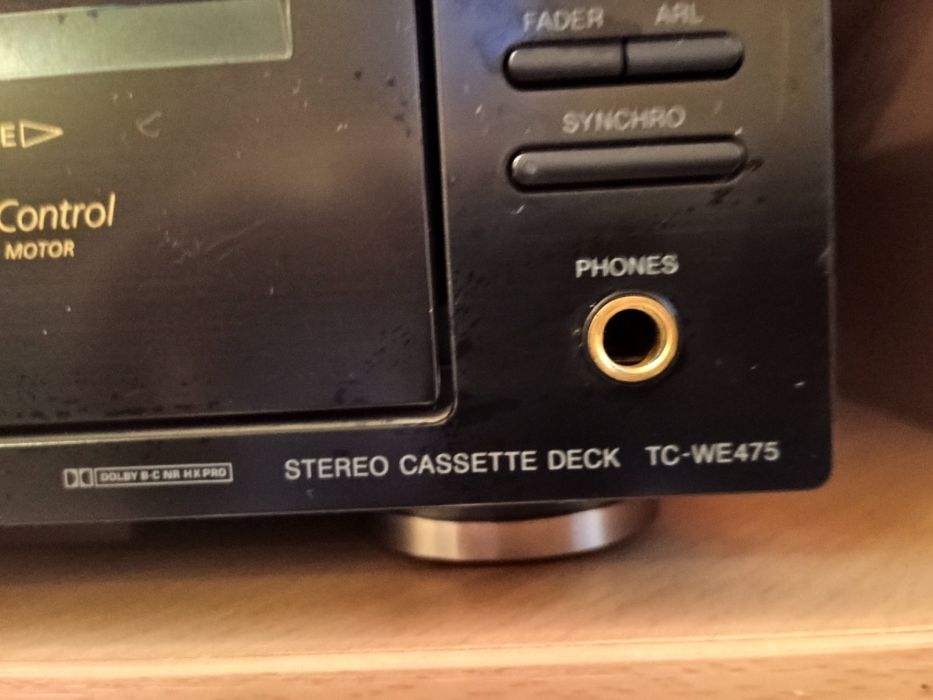 FADER ARL
SYNCHRO
E
Control
MOTOR
PHONES
DOLBY B-C NR HX PRO
STEREO CASSETTE DECK TC-WE475